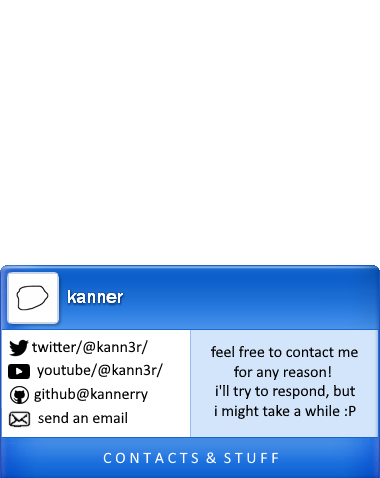 kanner
twitter/@kann3r/
youtube/@kann3r/
github@kannerry
send an email
feel free to contact me
for any reason!
i'll try to respond, but
i might take a while :P
CONTACTS & STUFF